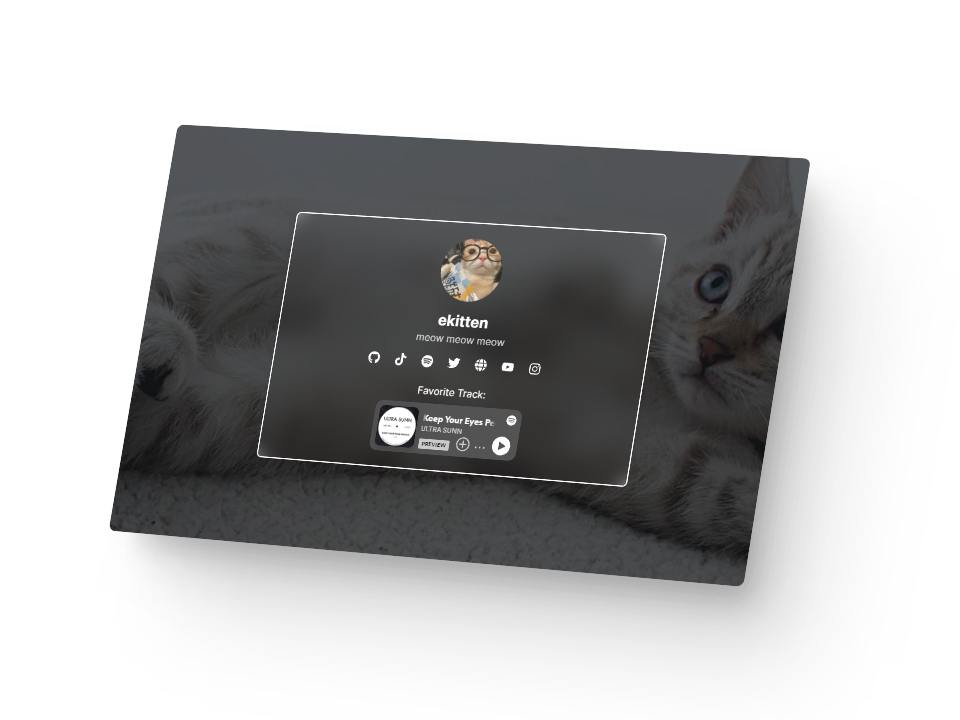 ekitten
meow meow meow
Favorite Track:
ULTRA SUNN
Keep Your Eyes Pe
ULTRA SUNN
PREVIEW